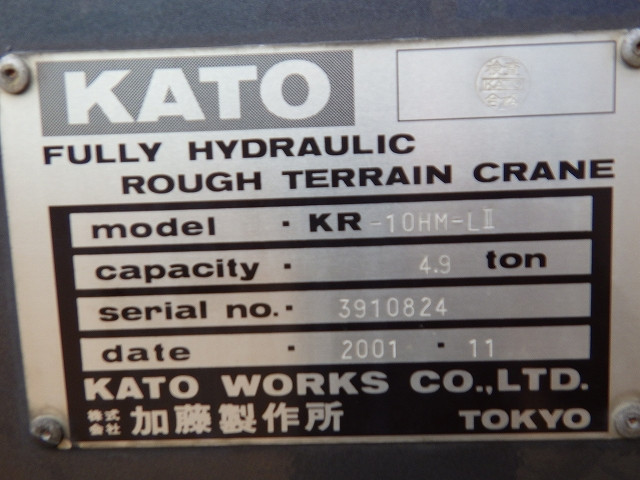 KATO
FULLY HYDRAULIC
ROUGH TERRAIN CRANE
model · KR-10HM-LII
capacity · 4.9 ton
serial no. · 3910824
date · 2001 · 11
KATO WORKS CO.,LTD.
株式会社 加藤製作所 TOKYO